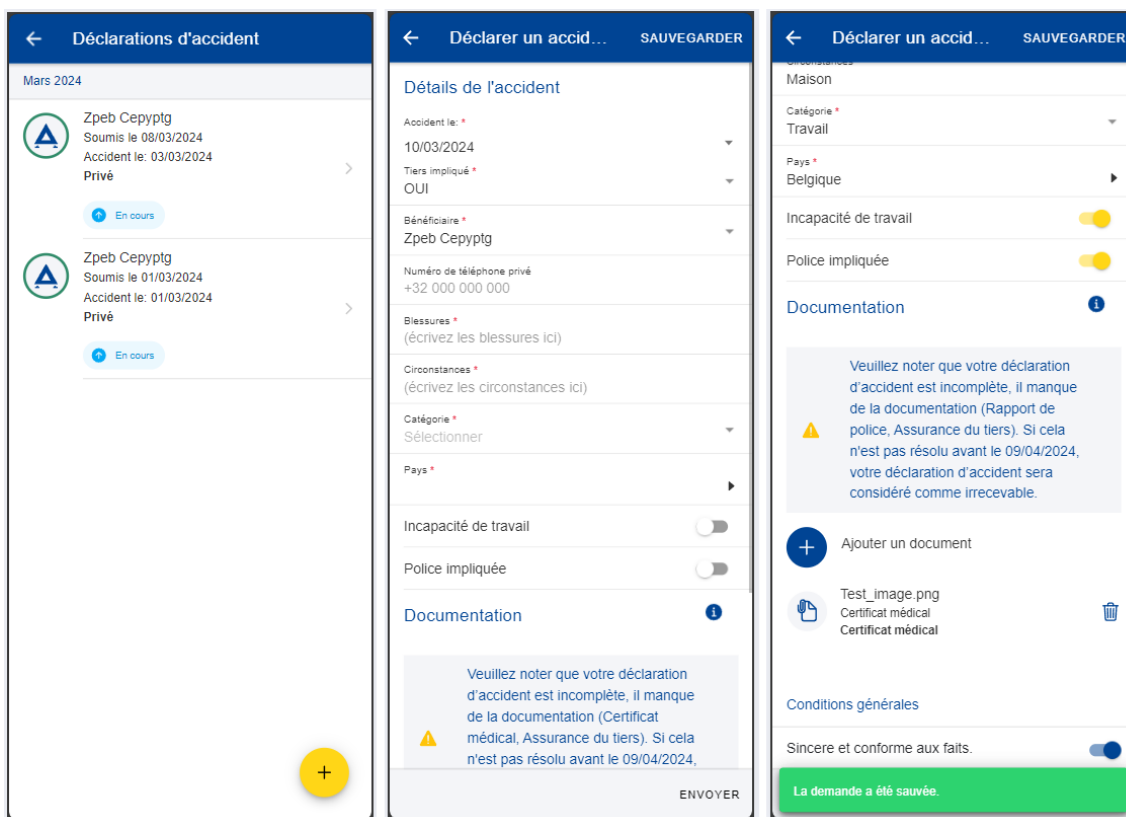 Déclarations d'accident
Mars 2024
Zpeb Cepyptg
Soumis le 08/03/2024
Accident le: 03/03/2024
Privé
En cours
Zpeb Cepyptg
Soumis le 01/03/2024
Accident le: 01/03/2024
Privé
En cours
Déclarer un accid... SAUVEGARDER
Détails de l'accident
Accident le: *
10/03/2024
Tiers impliqué *
OUI
Bénéficiaire *
Zpeb Cepyptg
Numéro de téléphone privé
+32 000 000 000
Blessures *
(écrivez les blessures ici)
Circonstances *
(écrivez les circonstances ici)
Catégorie *
Sélectionner
Pays *
Incapacité de travail
Police impliquée
Documentation
Veuillez noter que votre déclaration
d'accident est incomplète, il manque
de la documentation (Certificat
médical, Assurance du tiers). Si cela
n'est pas résolu avant le 09/04/2024,
ENVOYER
Déclarer un accid... SAUVEGARDER
Circonstances
Maison
Catégorie *
Travail
Pays *
Belgique
Incapacité de travail
Police impliquée
Documentation
Veuillez noter que votre déclaration
d'accident est incomplète, il manque
de la documentation (Rapport de
police, Assurance du tiers). Si cela
n'est pas résolu avant le 09/04/2024,
votre déclaration d'accident sera
considéré comme irrecevable.
Ajouter un document
Test_image.png
Certificat médical
Certificat médical
Conditions générales
Sincere et conforme aux faits.
La demande a été sauvée.